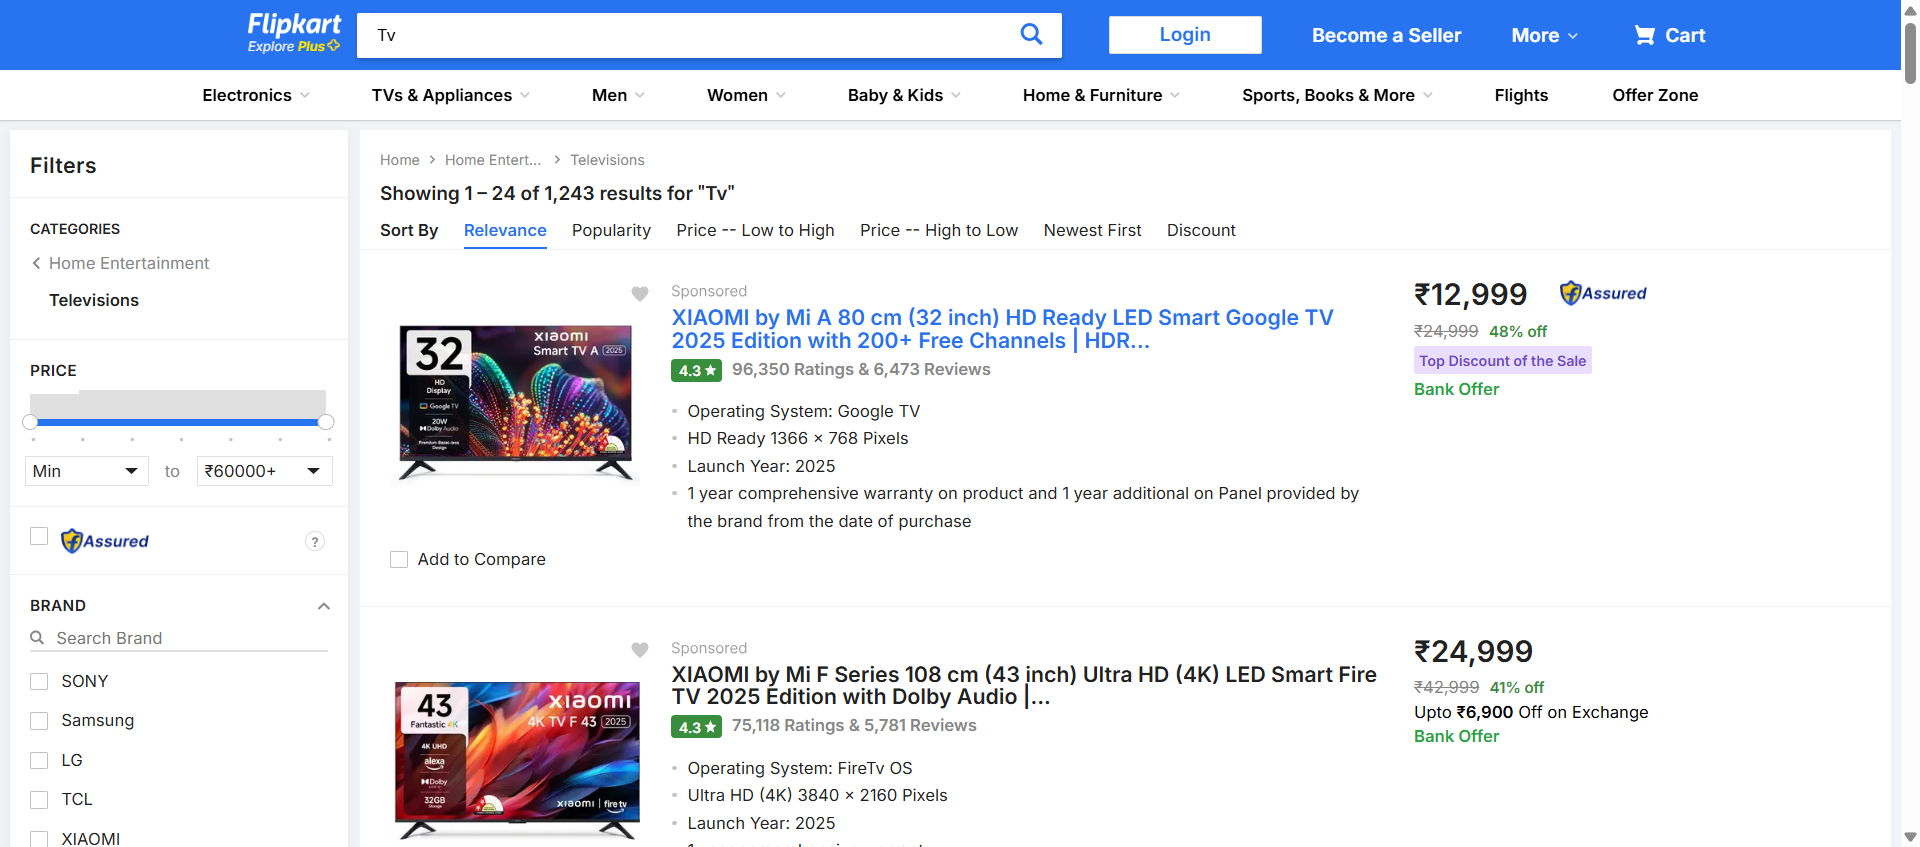 Flipkart
Explore Plus
Tv
Login
Become a Seller
More
Cart
Electronics
TVs & Appliances
Men
Women
Baby & Kids
Home & Furniture
Sports, Books & More
Flights
Offer Zone
Filters
CATEGORIES
Home Entertainment
Televisions
PRICE
Min
to
₹60000+
Assured
?
BRAND
Search Brand
SONY
Samsung
LG
TCL
XIAOMI
Home
Home Entert...
Televisions
Showing 1 – 24 of 1,243 results for "Tv"
Sort By
Relevance
Popularity
Price -- Low to High
Price -- High to Low
Newest First
Discount
32
HD
Display
Google TV
20W
Dolby Audio
Premium Bezel-less
Design
xiaomi
Smart TV A 2025
Add to Compare
Sponsored
XIAOMI by Mi A 80 cm (32 inch) HD Ready LED Smart Google TV
2025 Edition with 200+ Free Channels | HDR...
4.3 ★ 96,350 Ratings & 6,473 Reviews
Operating System: Google TV
HD Ready 1366 × 768 Pixels
Launch Year: 2025
1 year comprehensive warranty on product and 1 year additional on Panel provided by
the brand from the date of purchase
₹12,999
Assured
₹24,999 48% off
Top Discount of the Sale
Bank Offer
43
Fantastic 4K
4K UHD
alexa
Dolby
32GB
Storage
xiaomi
4K TV F 43 2025
xiaomi | fire tv
Sponsored
XIAOMI by Mi F Series 108 cm (43 inch) Ultra HD (4K) LED Smart Fire
TV 2025 Edition with Dolby Audio |...
4.3 ★ 75,118 Ratings & 5,781 Reviews
Operating System: FireTv OS
Ultra HD (4K) 3840 × 2160 Pixels
Launch Year: 2025
₹24,999
₹42,999 41% off
Upto ₹6,900 Off on Exchange
Bank Offer